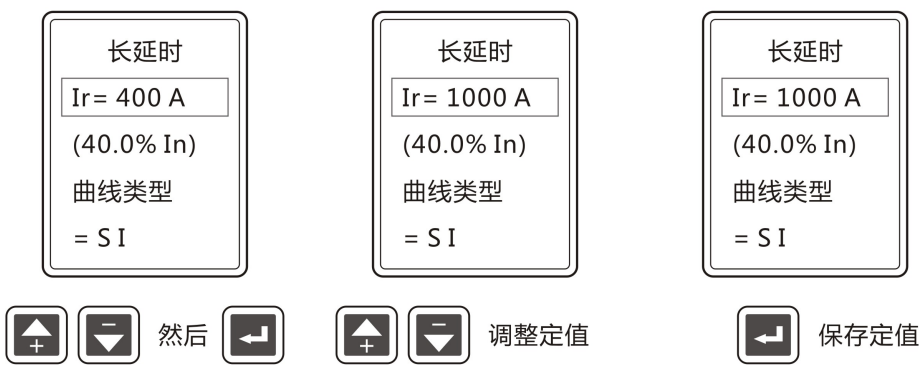 长延时
Ir= 400 A
(40.0% In)
曲线类型
= S I
长延时
Ir= 1000 A
(40.0% In)
曲线类型
= S I
长延时
Ir= 1000 A
(40.0% In)
曲线类型
= S I
+ − 然后
+ − 调整定值
保存定值